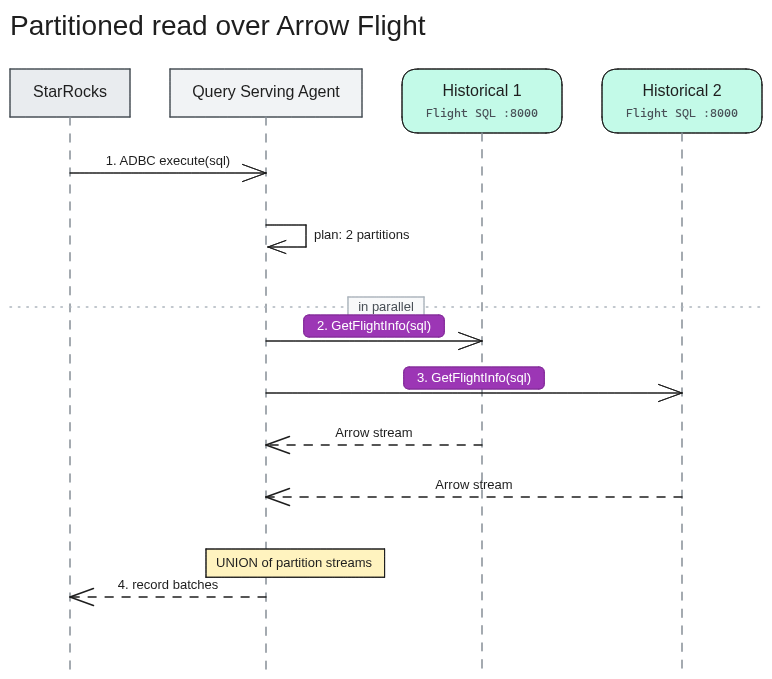 Partitioned read over Arrow Flight
StarRocks
Query Serving Agent
Historical 1
Flight SQL :8000
Historical 2
Flight SQL :8000
1. ADBC execute(sql)
plan: 2 partitions
in parallel
2. GetFlightInfo(sql)
3. GetFlightInfo(sql)
Arrow stream
Arrow stream
UNION of partition streams
4. record batches